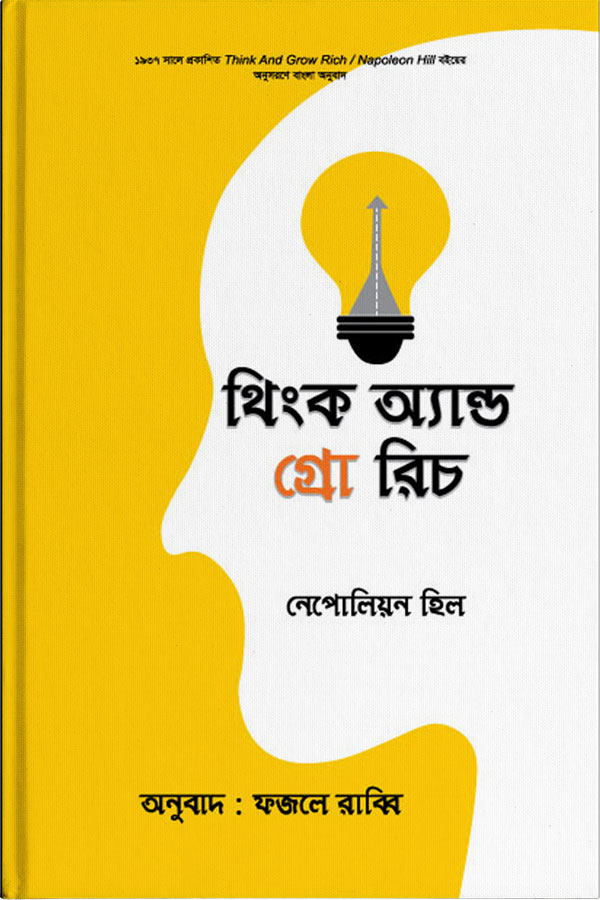 ১৯৩৭ সালে প্রকাশিত Think And Grow Rich / Napoleon Hill বইয়ের
অনুসরণে বাংলা অনুবাদ
থিংক অ্যান্ড
গ্রো রিচ
নেপোলিয়ন হিল
অনুবাদ : ফজলে রাব্বি